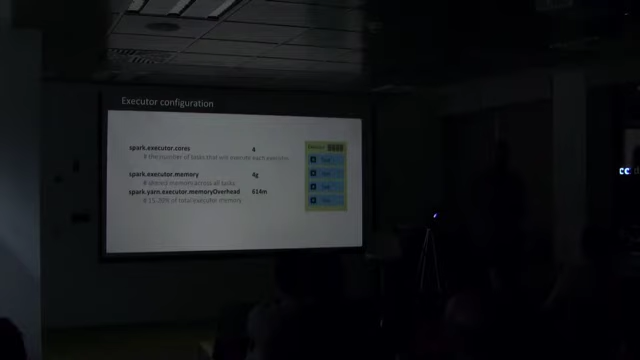 Executor configuration
spark.executor.cores 4
# the number of tasks that will execute each executor
spark.executor.memory 4g
# shared memory across all tasks
spark.yarn.executor.memoryOverhead 614m
# 15-20% of total executor memory